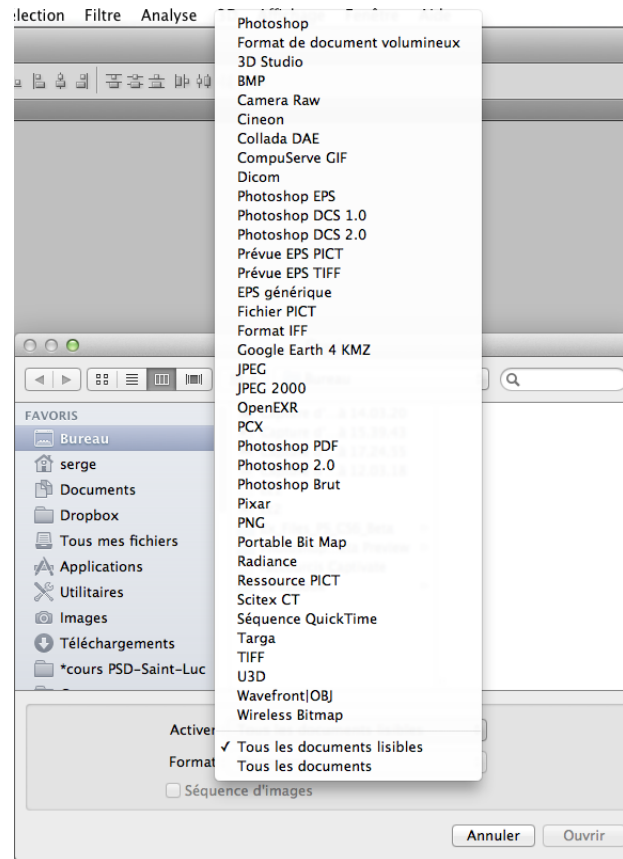 election Filtre Analyse
Photoshop
Format de document volumineux
3D Studio
BMP
Camera Raw
Cineon
Collada DAE
CompuServe GIF
Dicom
Photoshop EPS
Photoshop DCS 1.0
Photoshop DCS 2.0
Prévue EPS PICT
Prévue EPS TIFF
EPS générique
Fichier PICT
Format IFF
Google Earth 4 KMZ
JPEG
JPEG 2000
OpenEXR
PCX
Photoshop PDF
Photoshop 2.0
Photoshop Brut
Pixar
PNG
Portable Bit Map
Radiance
Ressource PICT
Scitex CT
Séquence QuickTime
Targa
TIFF
U3D
Wavefront|OBJ
Wireless Bitmap
✓ Tous les documents lisibles
Tous les documents
FAVORIS
Bureau
serge
Documents
Dropbox
Tous mes fichiers
Applications
Utilitaires
Images
Téléchargements
*cours PSD-Saint-Luc
Activer
Format
Séquence d'images
Annuler
Ouvrir